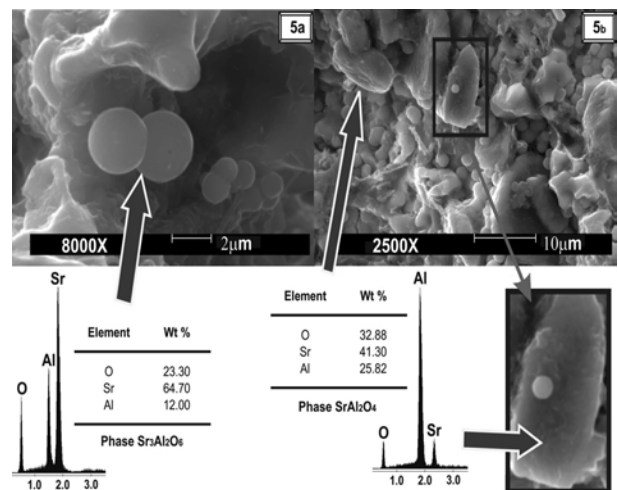 5a
5b
8000X 2μm
2500X 10μm
Sr
Al
O
1.0 2.0 3.0
Element Wt %
O 23.30
Sr 64.70
Al 12.00
Phase Sr₃Al₂O₆
Element Wt %
O 32.88
Sr 41.30
Al 25.82
Phase SrAl₂O₄
Al
O
Sr
1.0 2.0 3.0